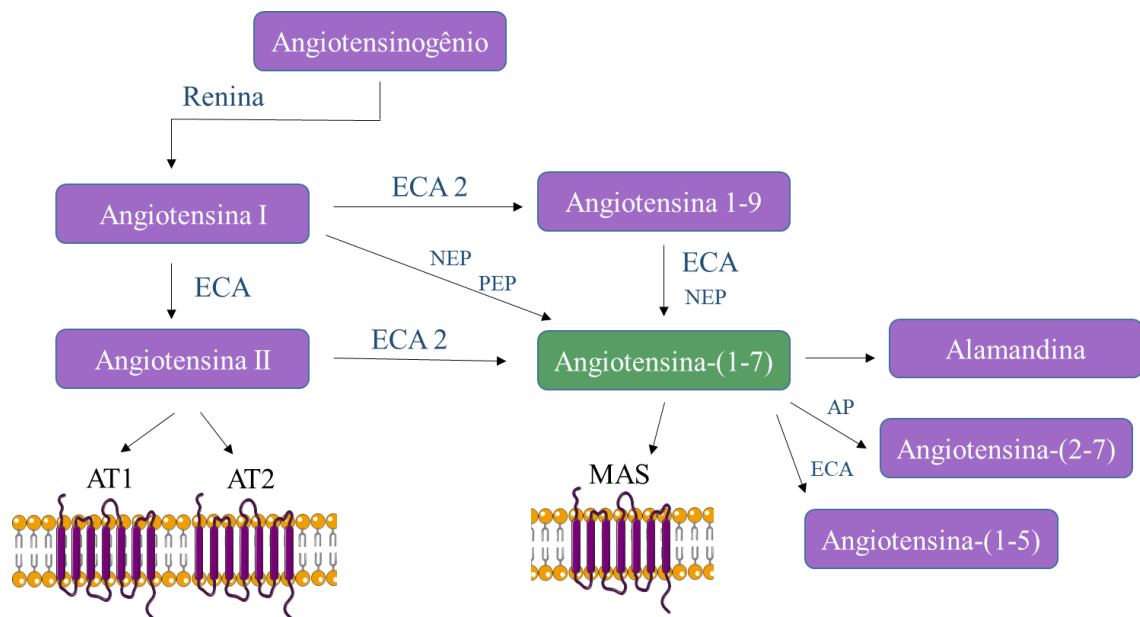 Angiotensinogênio
Renina
Angiotensina I
ECA 2
Angiotensina 1-9
NEP
PEP
ECA
ECA
NEP
Angiotensina II
ECA 2
Angiotensina-(1-7)
Alamandina
AP
Angiotensina-(2-7)
ECA
AT1
AT2
MAS
Angiotensina-(1-5)